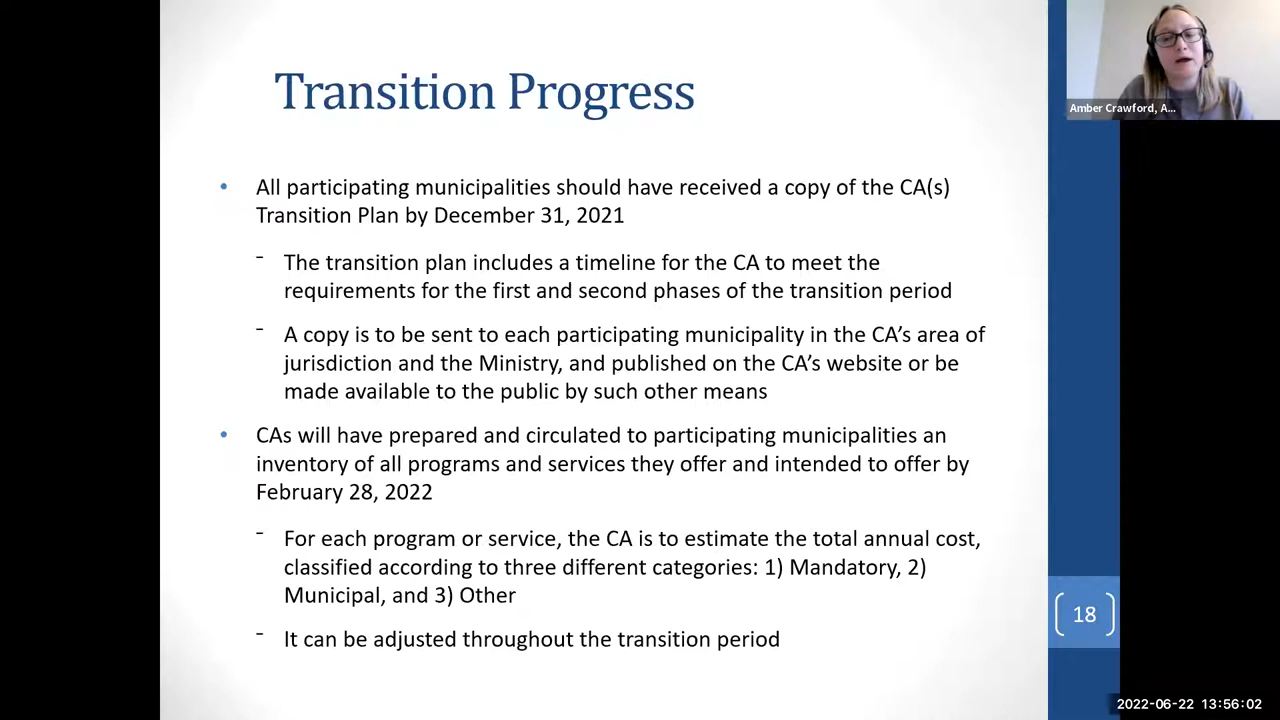 Transition Progress
• All participating municipalities should have received a copy of the CA(s)
Transition Plan by December 31, 2021
- The transition plan includes a timeline for the CA to meet the
requirements for the first and second phases of the transition period
- A copy is to be sent to each participating municipality in the CA’s area of
jurisdiction and the Ministry, and published on the CA’s website or be
made available to the public by such other means
• CAs will have prepared and circulated to participating municipalities an
inventory of all programs and services they offer and intended to offer by
February 28, 2022
- For each program or service, the CA is to estimate the total annual cost,
classified according to three different categories: 1) Mandatory, 2)
Municipal, and 3) Other
- It can be adjusted throughout the transition period
18
Amber Crawford, A...
2022-06-22 13:56:02